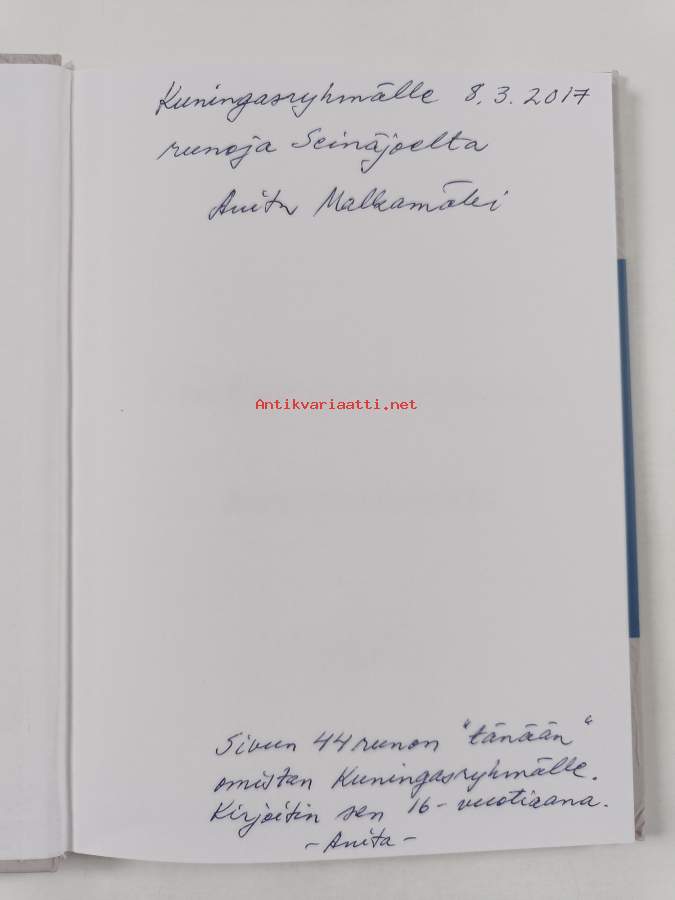 Kuningasryhmälle 8.3.2017
runoja Seinäjoelta
Anita Malkamäki
Antikvariaatti.net
Sivun 44 runon "tänään"
omistan Kuningasryhmälle.
Kirjoitin sen 16-vuotiaana.
-Anita-